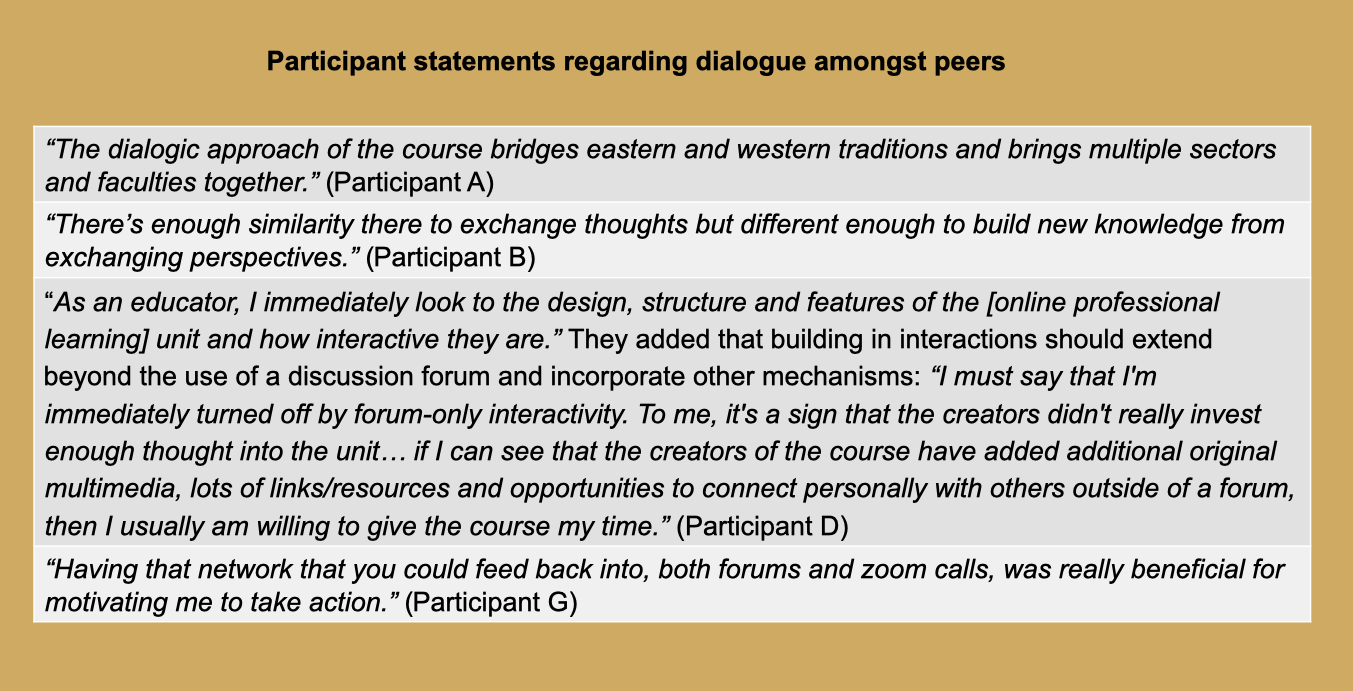 Participant statements regarding dialogue amongst peers
“The dialogic approach of the course bridges eastern and western traditions and brings multiple sectors
and faculties together.” (Participant A)
“There’s enough similarity there to exchange thoughts but different enough to build new knowledge from
exchanging perspectives.” (Participant B)
“As an educator, I immediately look to the design, structure and features of the [online professional
learning] unit and how interactive they are.” They added that building in interactions should extend
beyond the use of a discussion forum and incorporate other mechanisms: “I must say that I'm
immediately turned off by forum-only interactivity. To me, it's a sign that the creators didn't really invest
enough thought into the unit… if I can see that the creators of the course have added additional original
multimedia, lots of links/resources and opportunities to connect personally with others outside of a forum,
then I usually am willing to give the course my time.” (Participant D)
“Having that network that you could feed back into, both forums and zoom calls, was really beneficial for
motivating me to take action.” (Participant G)